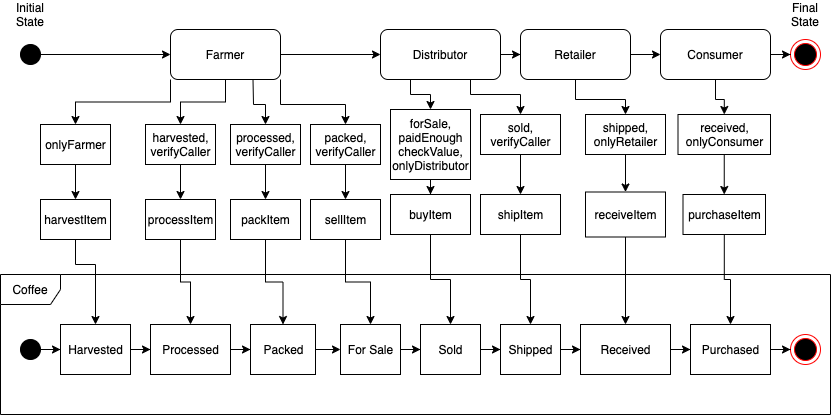 Initial
State
Final
State
Farmer
Distributor
Retailer
Consumer
onlyFarmer
harvested,
verifyCaller
processed,
verifyCaller
packed,
verifyCaller
forSale,
paidEnough
checkValue,
onlyDistributor
sold,
verifyCaller
shipped,
onlyRetailer
received,
onlyConsumer
harvestItem
processItem
packItem
sellItem
buyItem
shipItem
receiveItem
purchaseItem
Coffee
Harvested
Processed
Packed
For Sale
Sold
Shipped
Received
Purchased